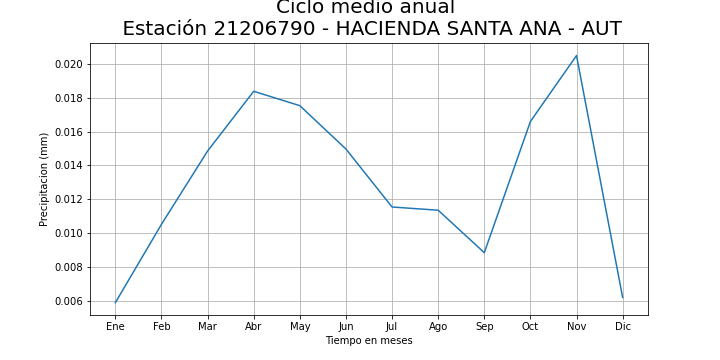 Ciclo medio anual
Estación 21206790 - HACIENDA SANTA ANA - AUT
0.020
0.018
0.016
0.014
0.012
0.010
0.008
0.006
Precipitacion (mm)
Ene Feb Mar Abr May Jun Jul Ago Sep Oct Nov Dic
Tiempo en meses